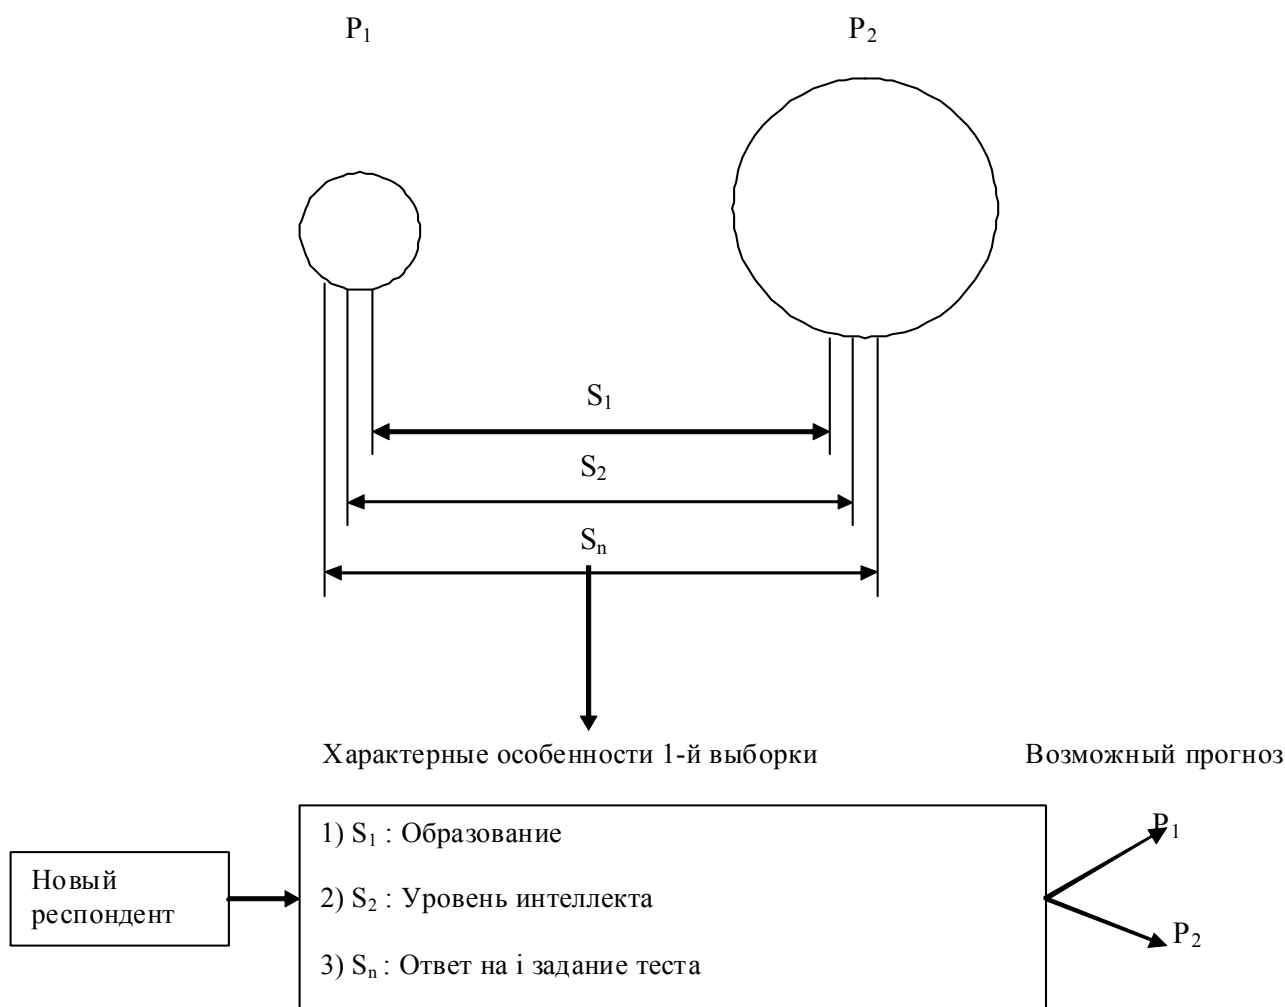 P₁ P₂
S₁
S₂
Sₙ
Характерные особенности 1-й выборки Возможный прогноз
1) S₁ : Образование
P₁
Новый
респондент
2) S₂ : Уровень интеллекта
P₂
3) Sₙ : Ответ на i задание теста